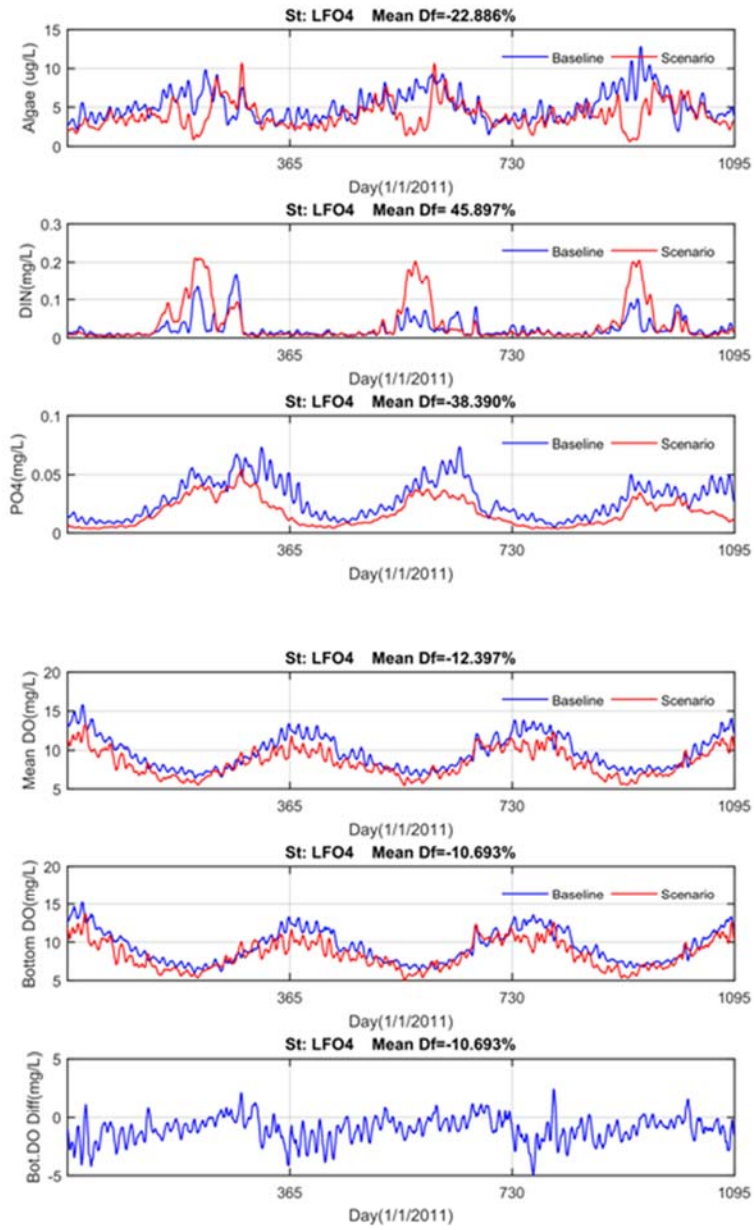 St: LFO4 Mean Df=-22.886%
Algae (ug/L)
15
10
5
0
Baseline Scenario
365 730 1095
Day(1/1/2011)
St: LFO4 Mean Df= 45.897%
DIN(mg/L)
0.3
0.2
0.1
0
Baseline Scenario
365 730 1095
Day(1/1/2011)
St: LFO4 Mean Df=-38.390%
PO4(mg/L)
0.1
0.05
0
Baseline Scenario
365 730 1095
Day(1/1/2011)
St: LFO4 Mean Df=-12.397%
Mean DO(mg/L)
20
15
10
5
Baseline Scenario
365 730 1095
Day(1/1/2011)
St: LFO4 Mean Df=-10.693%
Bottom DO(mg/L)
20
15
10
5
Baseline Scenario
365 730 1095
Day(1/1/2011)
St: LFO4 Mean Df=-10.693%
Bot.DO Diff(mg/L)
5
0
-5
365 730 1095
Day(1/1/2011)